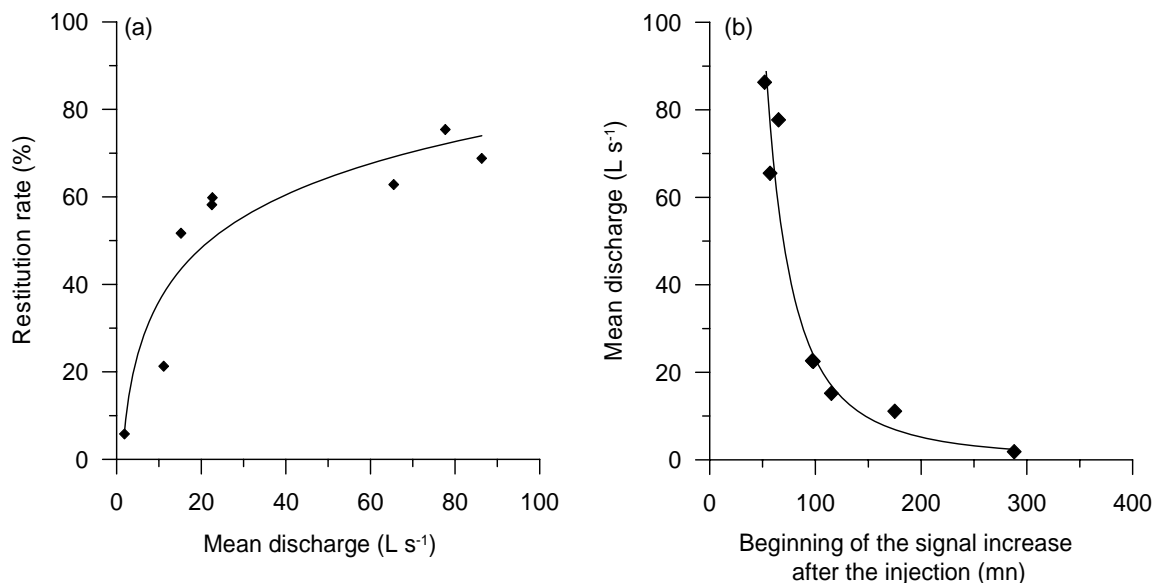 (a)
100
80
60
40
20
0
Restitution rate (%)
0 20 40 60 80 100
Mean discharge (L s⁻¹)
(b)
100
80
60
40
20
0
Mean discharge (L s⁻¹)
0 100 200 300 400
Beginning of the signal increase
after the injection (mn)